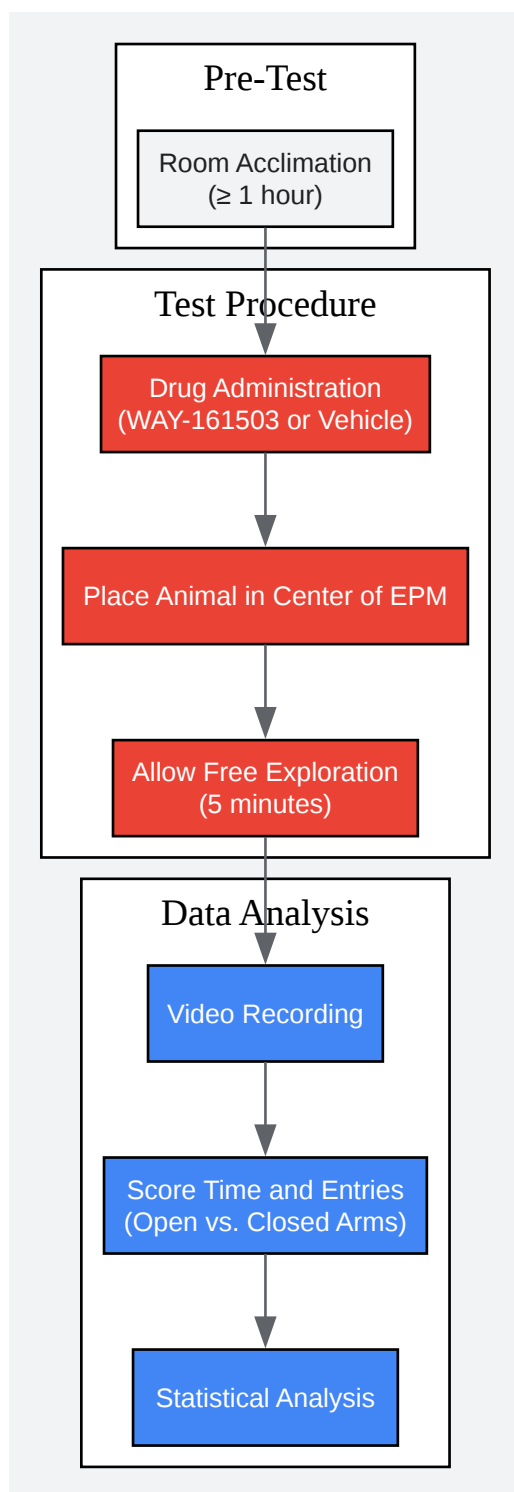 Pre-Test
Room Acclimation
(≥ 1 hour)
Test Procedure
Drug Administration
(WAY-161503 or Vehicle)
Place Animal in Center of EPM
Allow Free Exploration
(5 minutes)
Data Analysis
Video Recording
Score Time and Entries
(Open vs. Closed Arms)
Statistical Analysis